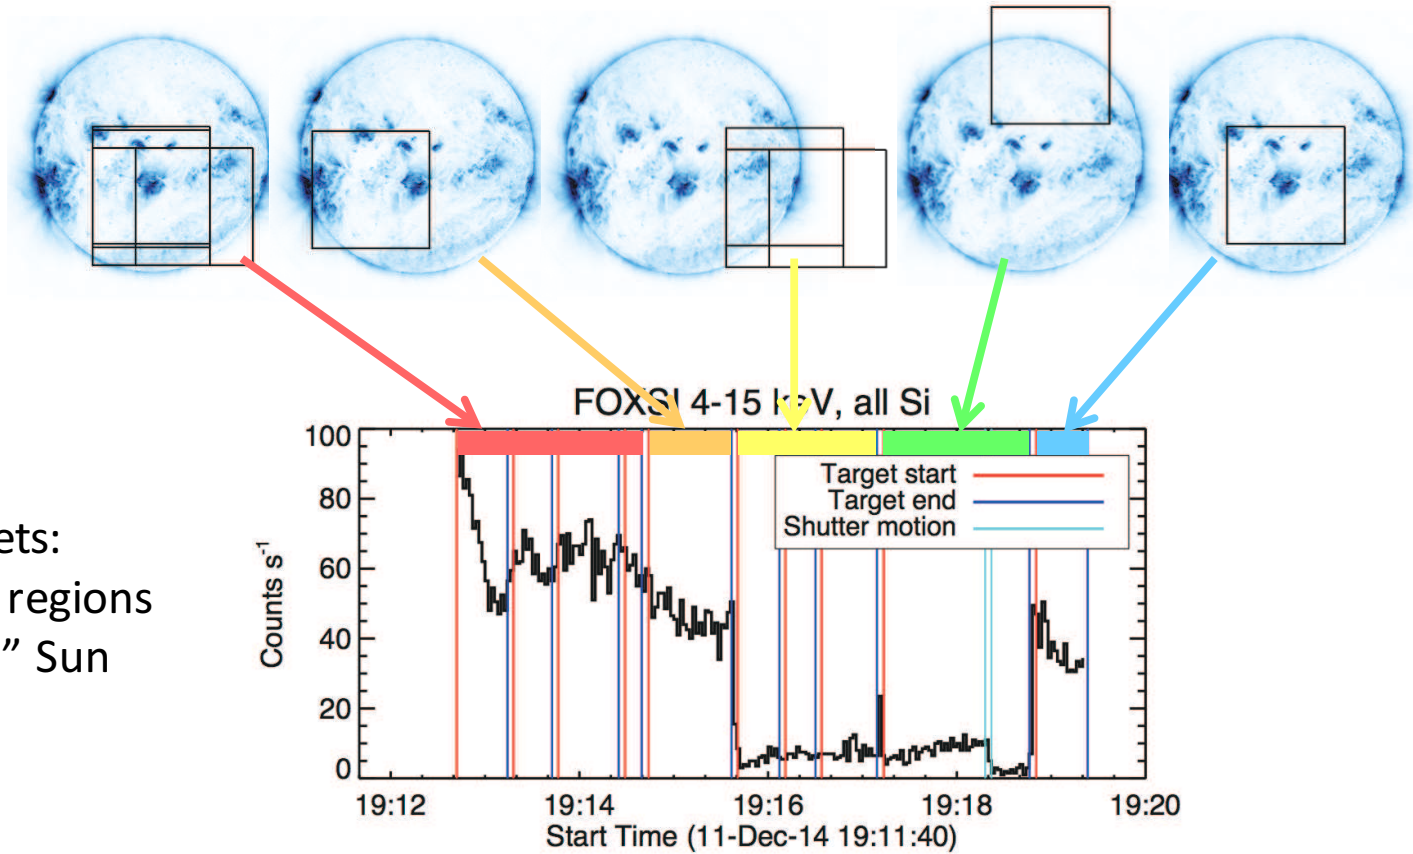 FOXSI 4-15 keV, all Si
100
80
60
40
20
0
Counts s⁻¹
Target start
Target end
Shutter motion
19:12 19:14 19:16 19:18 19:20
Start Time (11-Dec-14 19:11:40)
ets:
regions
” Sun